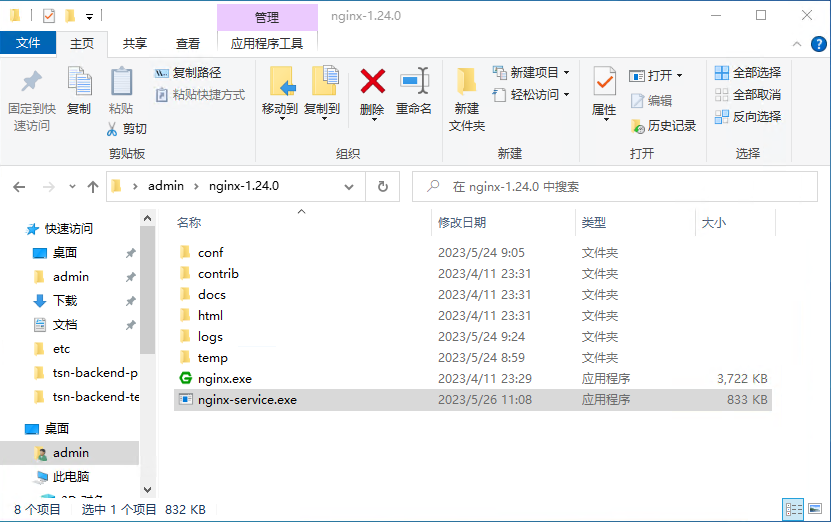 管理
nginx-1.24.0
文件
主页
共享
查看
应用程序工具
固定到快速访问
复制
粘贴
复制路径
粘贴快捷方式
剪切
剪贴板
移动到
复制到
删除
重命名
组织
新建
文件夹
新建项目
轻松访问
新建
属性
打开
编辑
历史记录
打开
全部选择
全部取消
反向选择
选择
admin
nginx-1.24.0
在 nginx-1.24.0 中搜索
快速访问
桌面
admin
下载
文档
etc
tsn-backend-p
tsn-backend-te
桌面
admin
此电脑
名称 修改日期 类型 大小
conf 2023/5/24 9:05 文件夹
contrib 2023/4/11 23:31 文件夹
docs 2023/4/11 23:31 文件夹
html 2023/4/11 23:31 文件夹
logs 2023/5/24 9:24 文件夹
temp 2023/5/24 8:59 文件夹
nginx.exe 2023/4/11 23:29 应用程序 3,722 KB
nginx-service.exe 2023/5/26 11:08 应用程序 833 KB
8 个项目 选中 1 个项目 832 KB